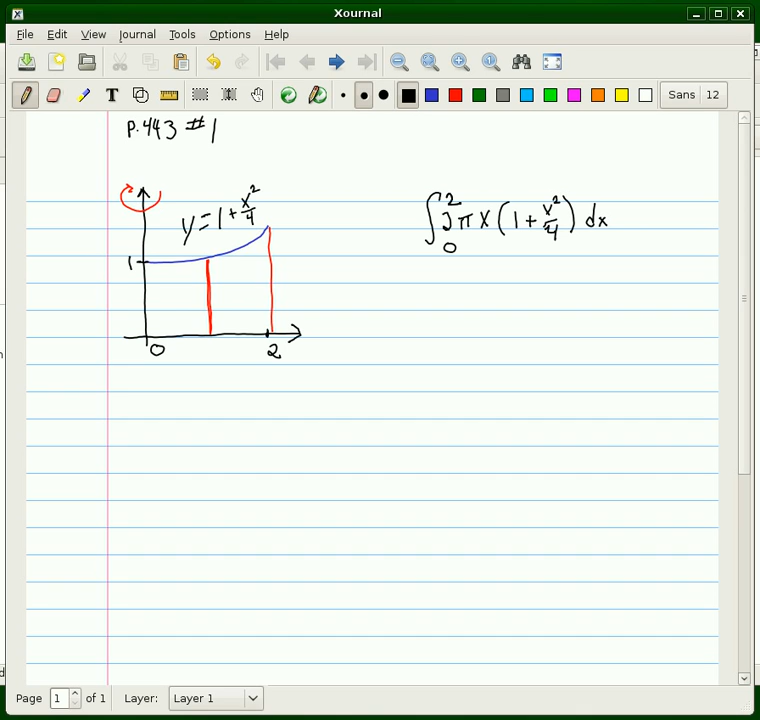 Xournal
File Edit View Journal Tools Options Help
T Sans 12
p.443 #1
y = 1 + x²/4
∫₀² 2πx(1 + x²/4) dx
1
0 2
Page 1 of 1 Layer: Layer 1